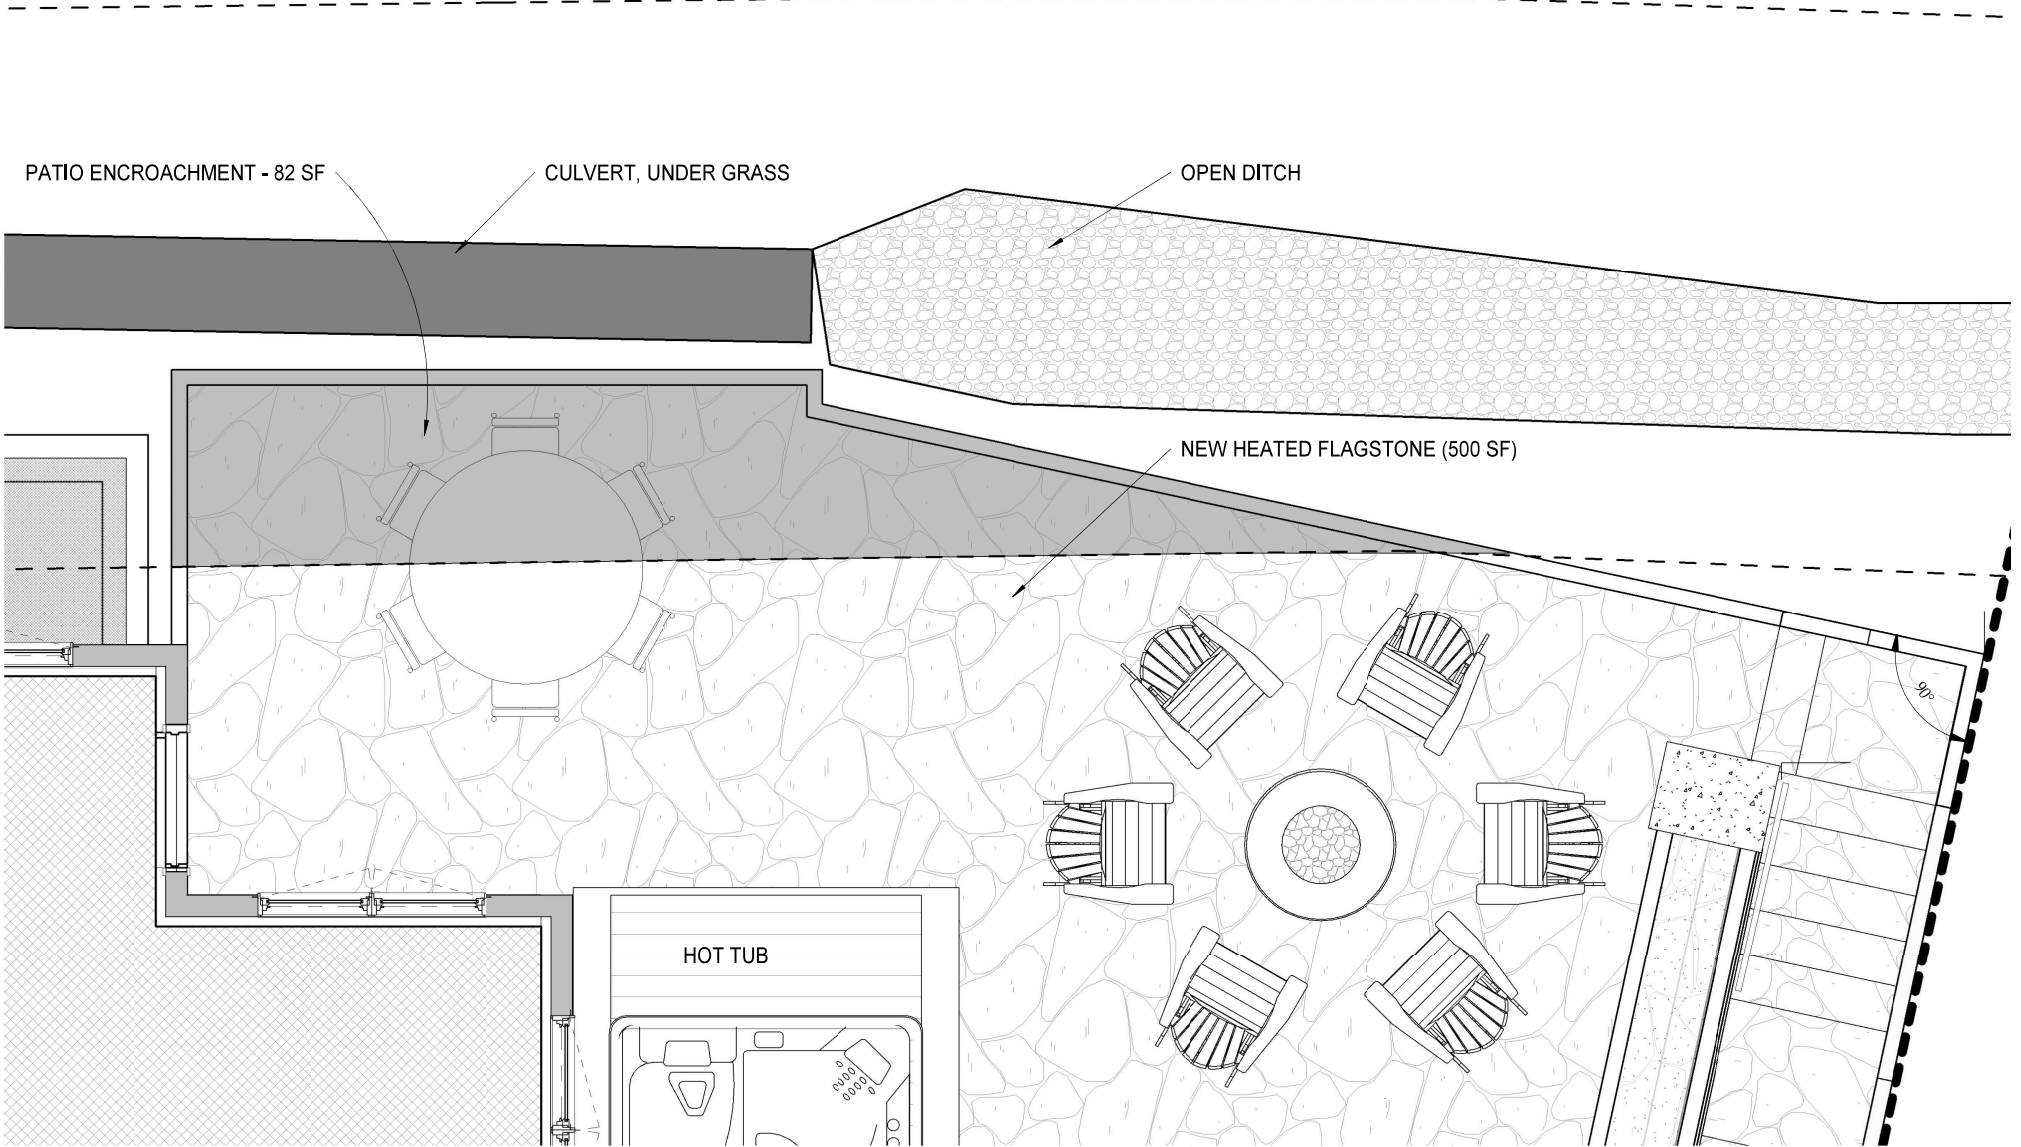 PATIO ENCROACHMENT - 82 SF
CULVERT, UNDER GRASS
OPEN DITCH
NEW HEATED FLAGSTONE (500 SF)
90°
HOT TUB